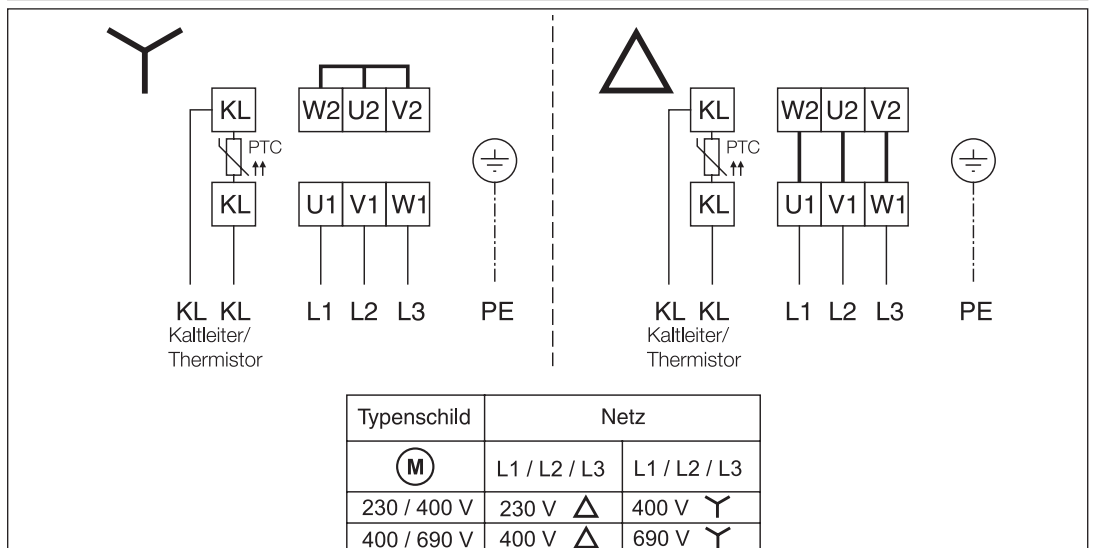 KL W2 U2 V2
PTC
KL U1 V1 W1
KL KL L1 L2 L3 PE
Kaltleiter/
Thermistor
KL W2 U2 V2
PTC
KL U1 V1 W1
KL KL L1 L2 L3 PE
Kaltleiter/
Thermistor
Typenschild Netz
M L1 / L2 / L3 L1 / L2 / L3
230 / 400 V 230 V 400 V
400 / 690 V 400 V 690 V